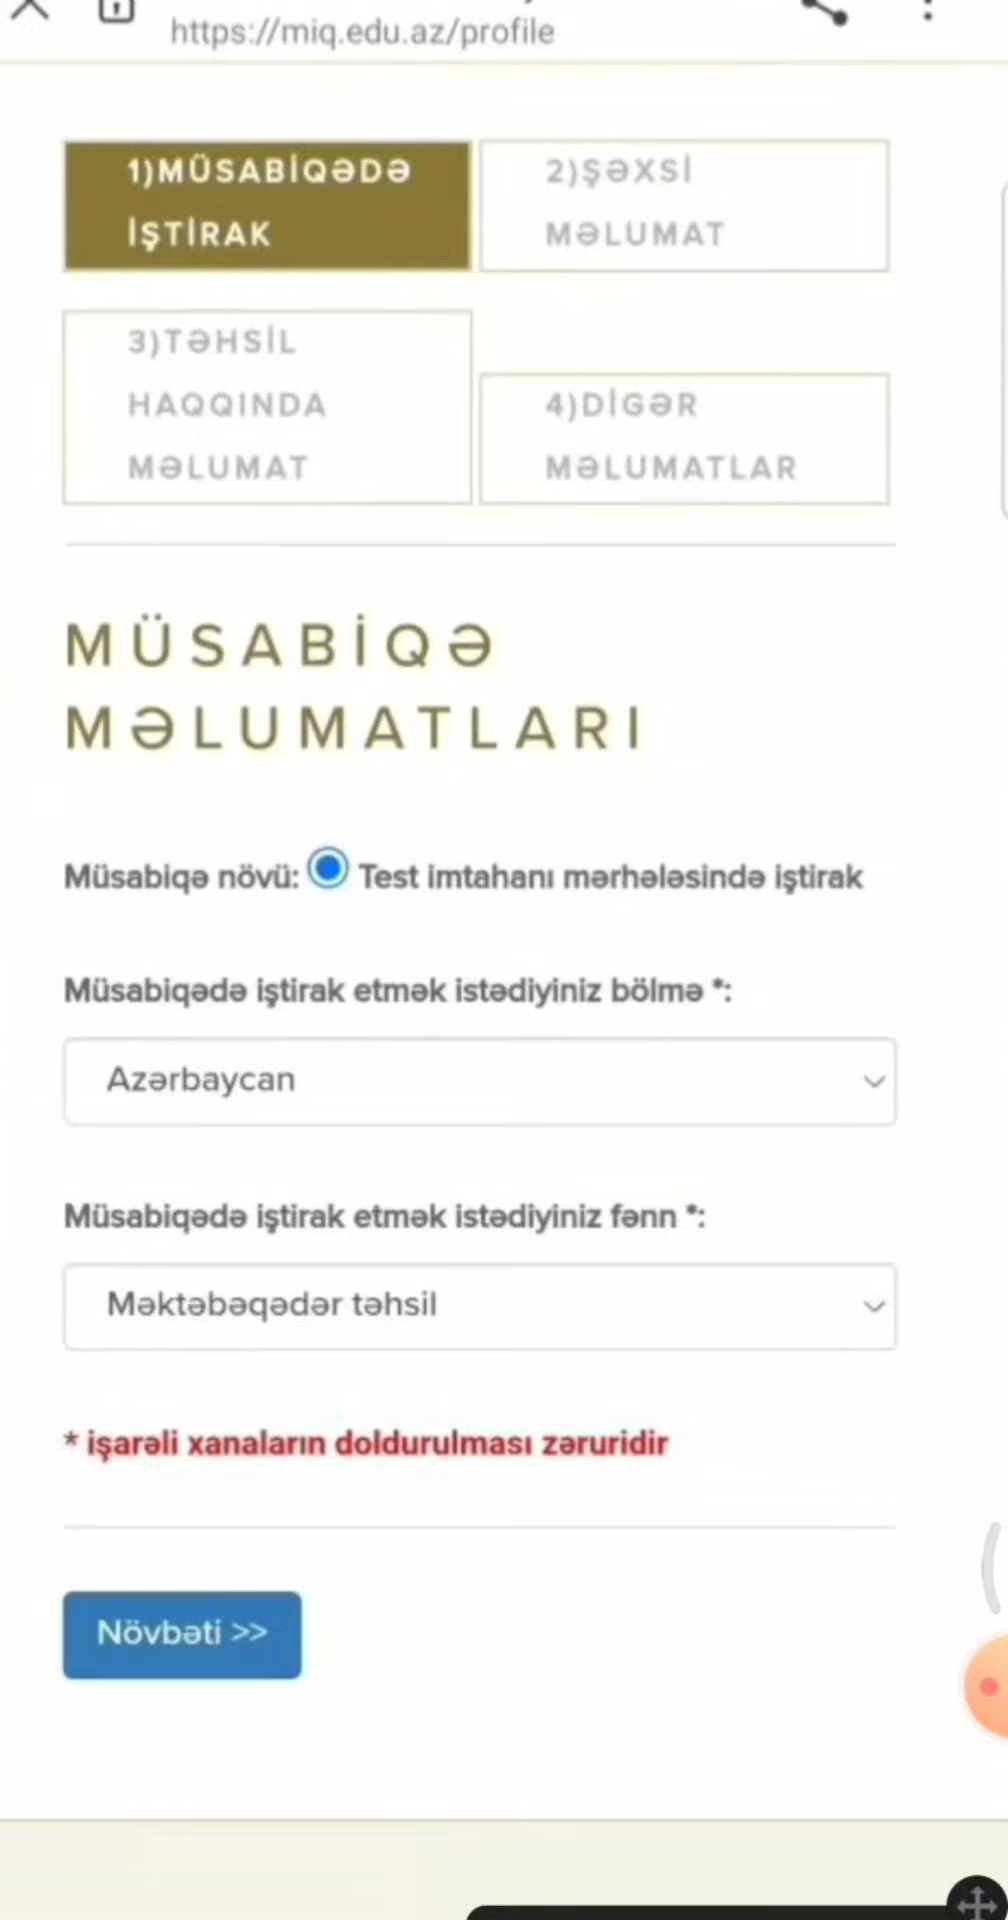 https://miq.edu.az/profile
1)MÜSABİQƏDƏ
İŞTİRAK
2)ŞƏXSİ
MƏLUMAT
3)TƏHSİL
HAQQINDA
MƏLUMAT
4)DİGƏR
MƏLUMATLAR
MÜSABİQƏ
MƏLUMATLARI
Müsabiqə növü: Test imtahanı mərhələsində iştirak
Müsabiqədə iştirak etmək istədiyiniz bölmə *:
Azərbaycan
Müsabiqədə iştirak etmək istədiyiniz fənn *:
Məktəbəqədər təhsil
* işarəli xanaların doldurulması zəruridir
Növbəti >>